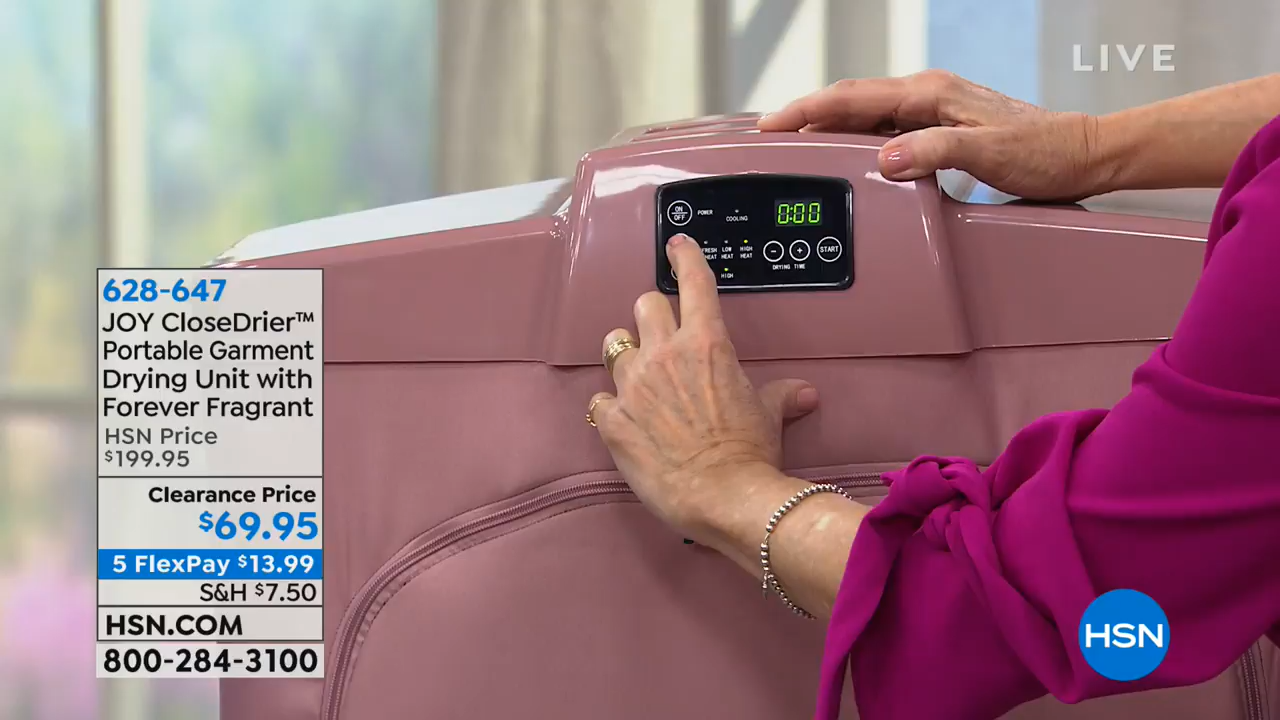 LIVE
ON
OFF
POWER
COOLING
0:00
FRESH
HEAT
LOW
HEAT
HIGH
HEAT
-
+
START
DRYING TIME
HIGH
628-647
JOY CloseDrier™
Portable Garment
Drying Unit with
Forever Fragrant
HSN Price
$199.95
Clearance Price
$69.95
5 FlexPay $13.99
S&H $7.50
HSN.COM
800-284-3100
HSN